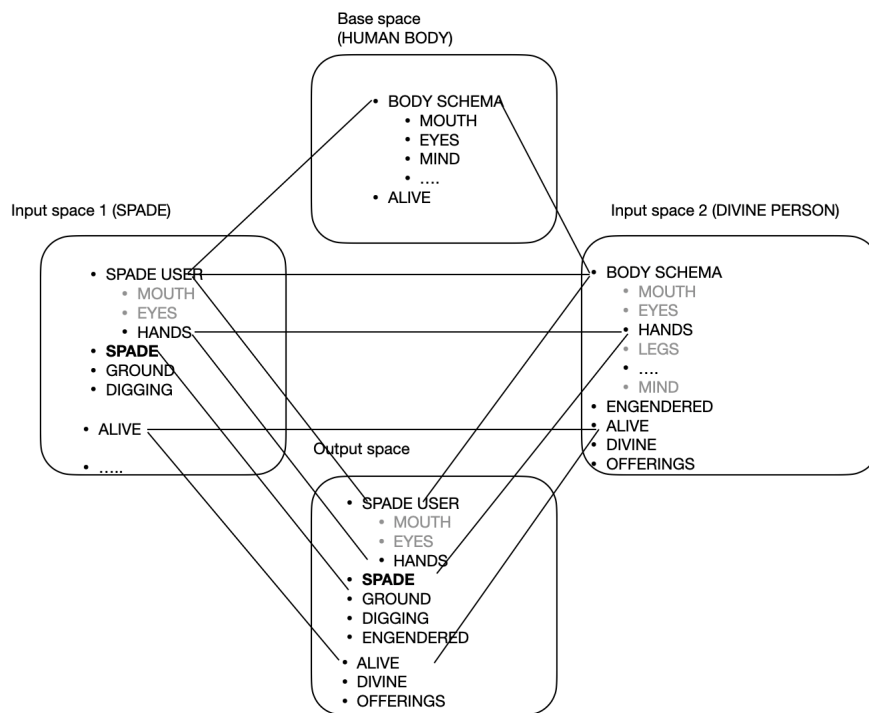 Base space
(HUMAN BODY)
• BODY SCHEMA
• MOUTH
• EYES
• MIND
• ....
• ALIVE
Input space 1 (SPADE)
• SPADE USER
• MOUTH
• EYES
• HANDS
• SPADE
• GROUND
• DIGGING
• ALIVE
• .....
Input space 2 (DIVINE PERSON)
• BODY SCHEMA
• MOUTH
• EYES
• HANDS
• LEGS
• ....
• MIND
• ENGENDERED
• ALIVE
• DIVINE
• OFFERINGS
Output space
• SPADE USER
• MOUTH
• EYES
• HANDS
• SPADE
• GROUND
• DIGGING
• ENGENDERED
• ALIVE
• DIVINE
• OFFERINGS